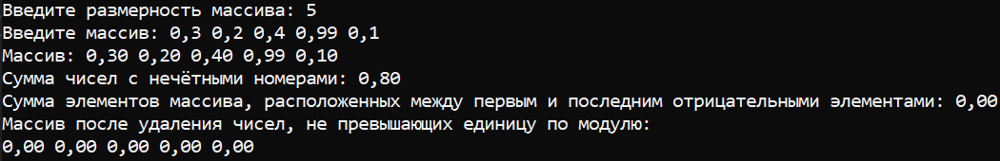 Введите размерность массива: 5
Введите массив: 0,3 0,2 0,4 0,99 0,1
Массив: 0,30 0,20 0,40 0,99 0,10
Сумма чисел с нечётными номерами: 0,80
Сумма элементов массива, расположенных между первым и последним отрицательными элементами: 0,00
Массив после удаления чисел, не превышающих единицу по модулю:
0,00 0,00 0,00 0,00 0,00